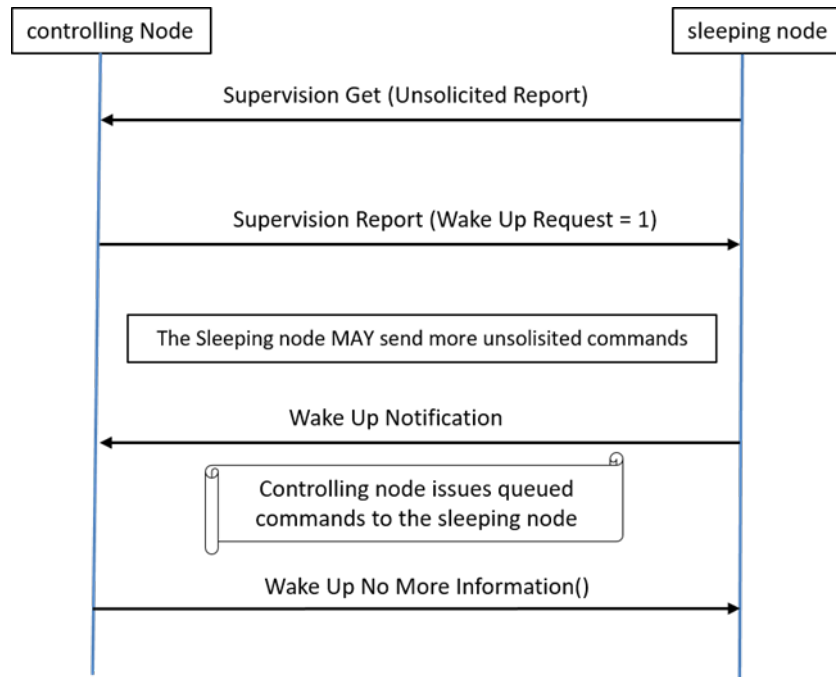 controlling Node
sleeping node
Supervision Get (Unsolicited Report)
Supervision Report (Wake Up Request = 1)
The Sleeping node MAY send more unsolisited commands
Wake Up Notification
Controlling node issues queued
commands to the sleeping node
Wake Up No More Information()